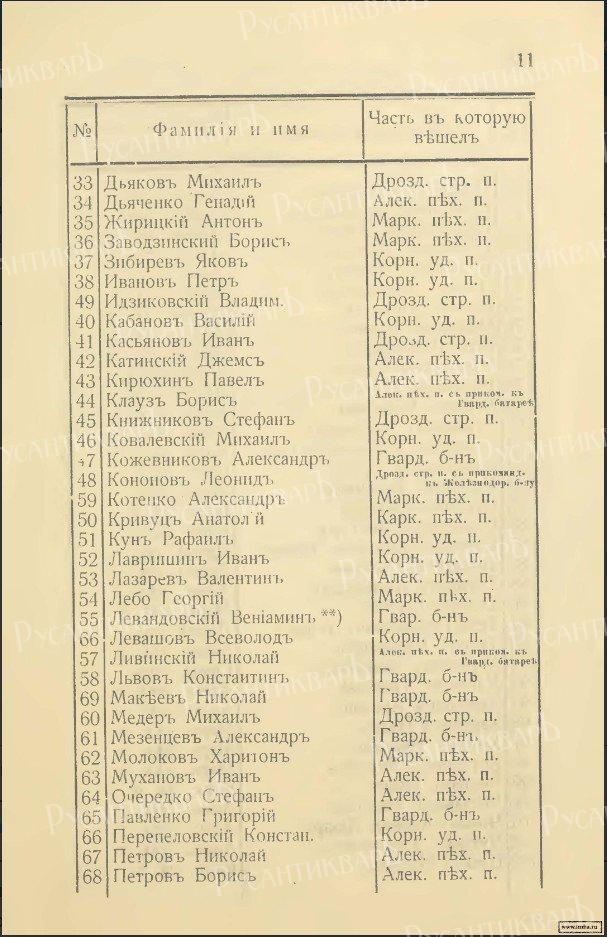 11
№ Фамилія и имя Часть въ которую
вѣшелъ
33 Дьяковъ Михаилъ Дрозд. стр. п.
34 Дьяченко Генадій Алек. пѣх. п.
35 Жирицкій Антонъ Марк. пѣх. п.
36 Заводзинский Борисъ Марк. пѣх. п.
37 Зибиревъ Яковъ Корн. уд. п.
38 Ивановъ Петръ Корн. уд. п.
49 Идзиковскій Владим. Дрозд. стр. п.
40 Кабановъ Василій Корн. уд. п.
41 Касьяновъ Иванъ Дрозд. стр. п.
42 Катинскій Джемсъ Алек. пѣх. п.
43 Кирюхинъ Павелъ Алек. пѣх. п.
44 Клаузъ Борисъ Алек. пѣх. п. съ приком. къ
Гвард. батареѣ
45 Книжниковъ Стефанъ Дрозд. стр. п.
46 Ковалевскій Михаилъ Корн. уд. п.
47 Кожевниковъ Александръ Гвард. б-нъ
48 Кононовъ Леонидъ Дрозд. стр. п. съ прикоманд.
къ Желѣзнодор. б-ну
59 Котенко Александръ Марк. пѣх. п.
50 Кривуцъ Анатолій Карк. пѣх. п.
51 Кунъ Рафаилъ Корн. уд. п.
52 Лавришинъ Иванъ Корн. уд. п.
53 Лазаревъ Валентинъ Алек. пѣх. п.
54 Лебо Георгій Марк. пѣх. п.
55 Левандовскій Веніаминъ **) Гвар. б-нъ
66 Левашовъ Всеволодъ Корн. уд. п.
57 Ливинскій Николай Алек. пѣх. п. съ приком. къ
Гвард. батареѣ
58 Львовъ Константинъ Гвард. б-нъ
69 Макѣевъ Николай Гвард. б-нъ
60 Медеръ Михаилъ Дрозд. стр. п.
61 Мезенцевъ Александръ Гвард. б-нъ
62 Молоковъ Харитонъ Марк. пѣх. п.
63 Мухановъ Иванъ Алек. пѣх. п.
64 Очередко Стефанъ Алек. пѣх. п.
65 Павленко Григорій Гвард. б-нъ
66 Перепеловскій Констан. Корн. уд. п.
67 Петровъ Николай Алек. пѣх. п.
68 Петровъ Борисъ Алек. пѣх. п.
РУСАНТИКВАРЪ